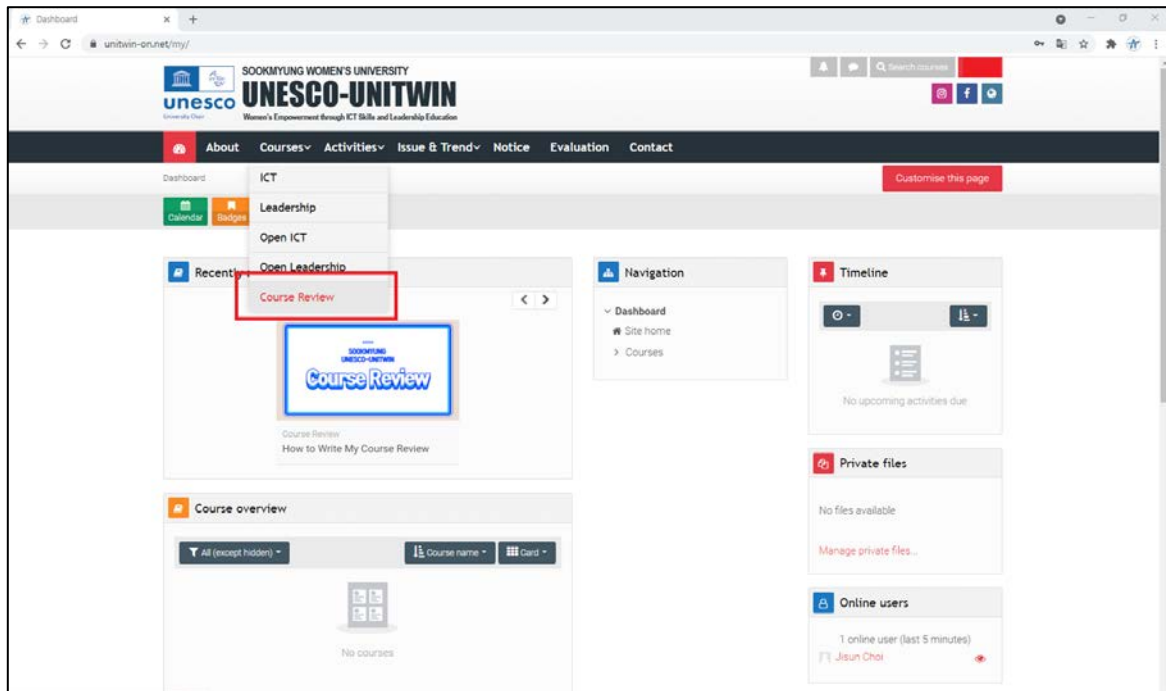 Dashboard
unitwin-on.net/my/
SOOKMYUNG WOMEN'S UNIVERSITY
unesco UNESCO-UNITWIN
University Chair Women's Empowerment through ICT Skills and Leadership Education
Search courses
About Courses Activities Issue & Trend Notice Evaluation Contact
Dashboard
Customise this page
Calendar
Badges
ICT
Leadership
Open ICT
Open Leadership
Course Review
Recently
SOOKMYUNG
UNESCO-UNITWIN
Course Review
Course Review
How to Write My Course Review
Course overview
All (except hidden)
Course name
Card
No courses
Navigation
Dashboard
Site home
Courses
Timeline
No upcoming activities due
Private files
No files available
Manage private files...
Online users
1 online user (last 5 minutes)
Jisun Choi